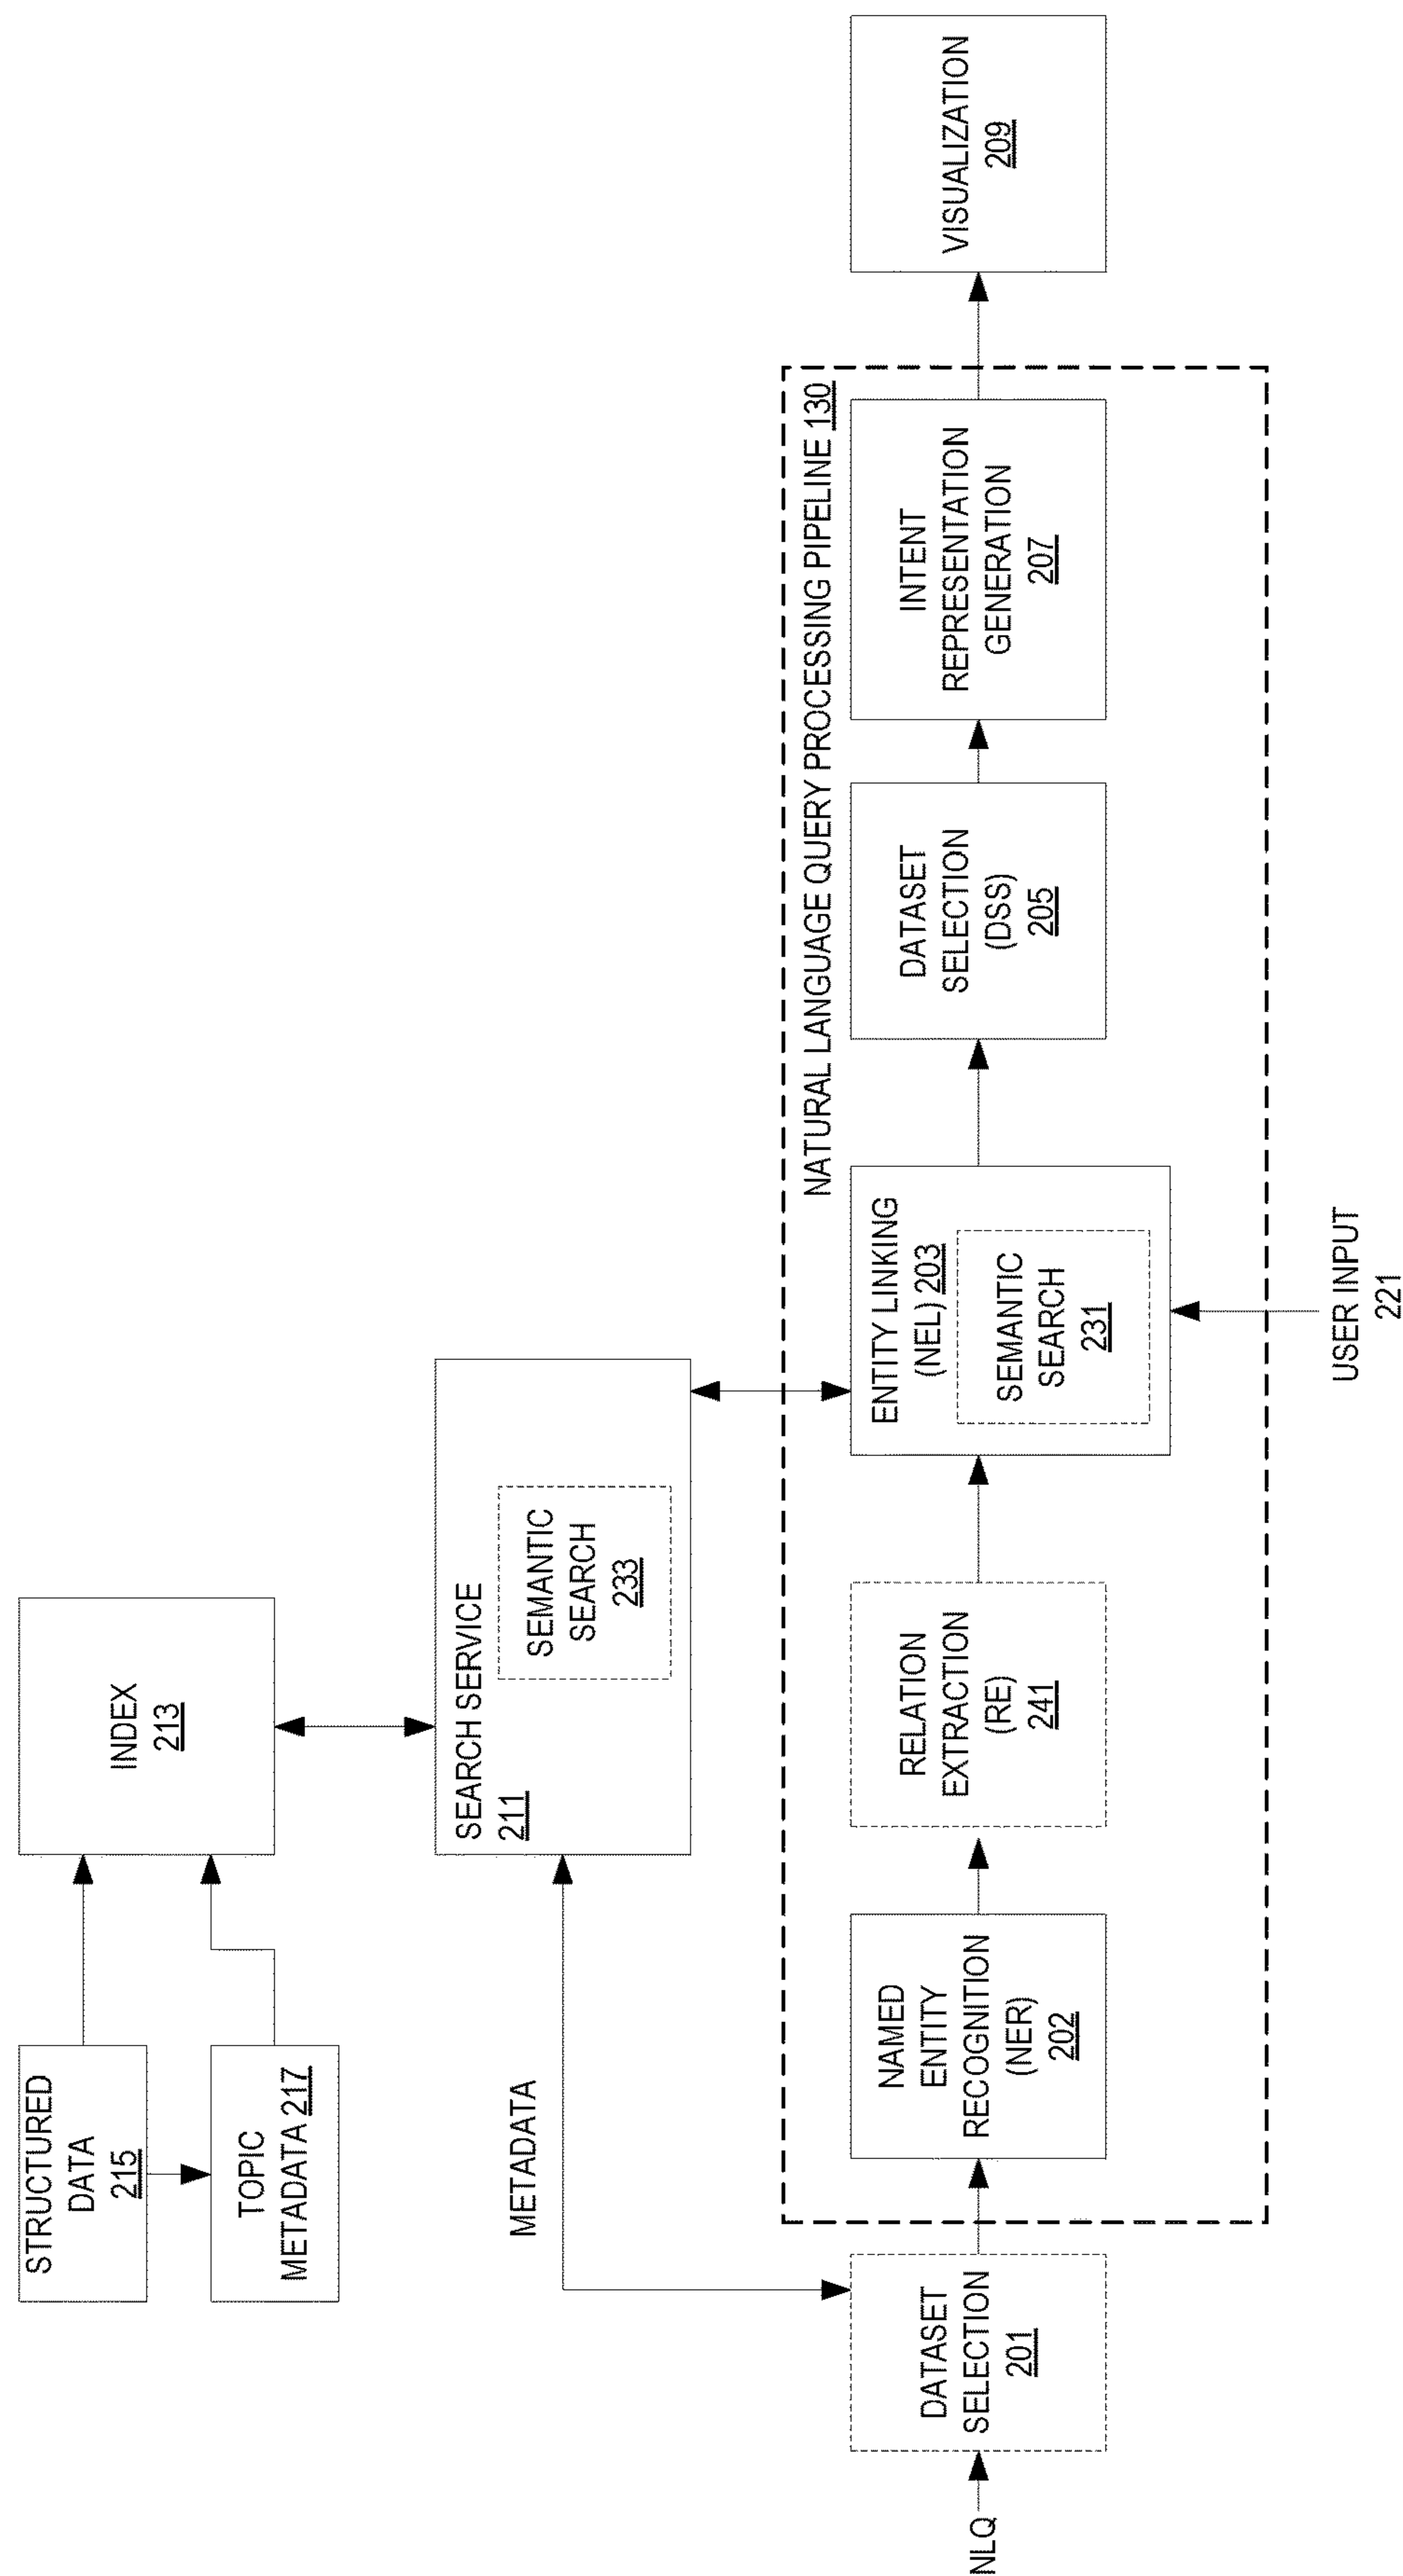 STRUCTURED
DATA
215
TOPIC
METADATA 217
INDEX
213
METADATA
SEARCH SERVICE
211
SEMANTIC
SEARCH
233
NATURAL LANGUAGE QUERY PROCESSING PIPELINE 130
NLQ
DATASET
SELECTION
201
NAMED
ENTITY
RECOGNITION
(NER)
202
RELATION
EXTRACTION
(RE)
241
ENTITY LINKING
(NEL) 203
SEMANTIC
SEARCH
231
DATASET
SELECTION
(DSS)
205
INTENT
REPRESENTATION
GENERATION
207
VISUALIZATION
209
USER INPUT
221